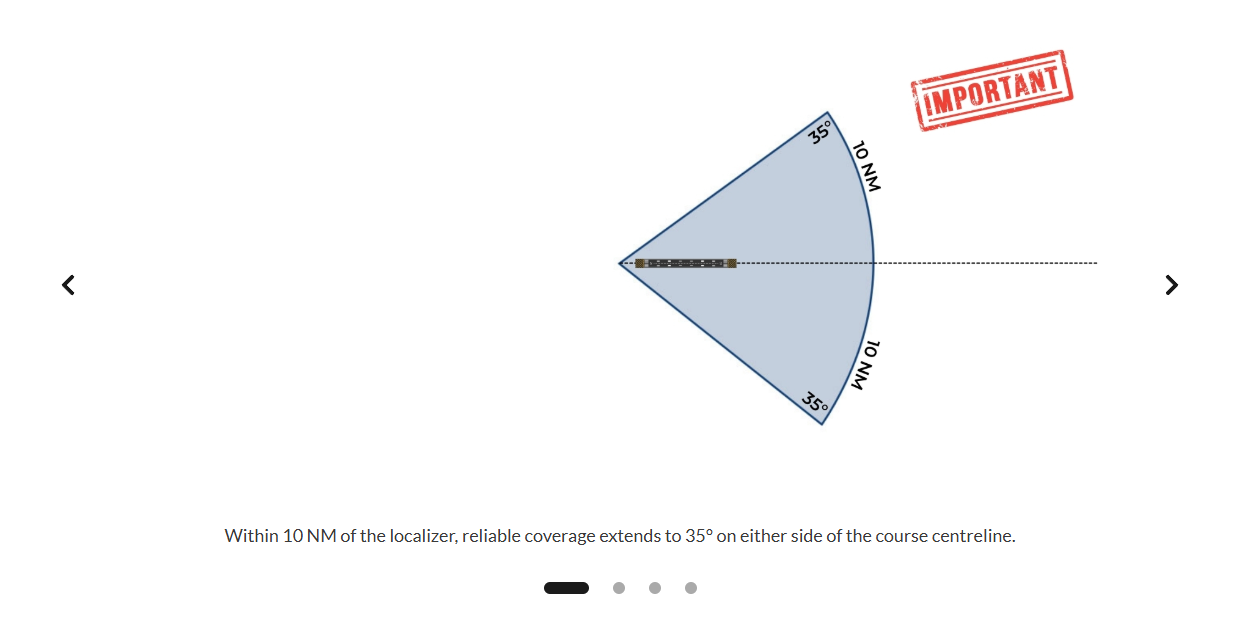 IMPORTANT
35°
10 NM
10 NM
35°
Within 10 NM of the localizer, reliable coverage extends to 35° on either side of the course centreline.